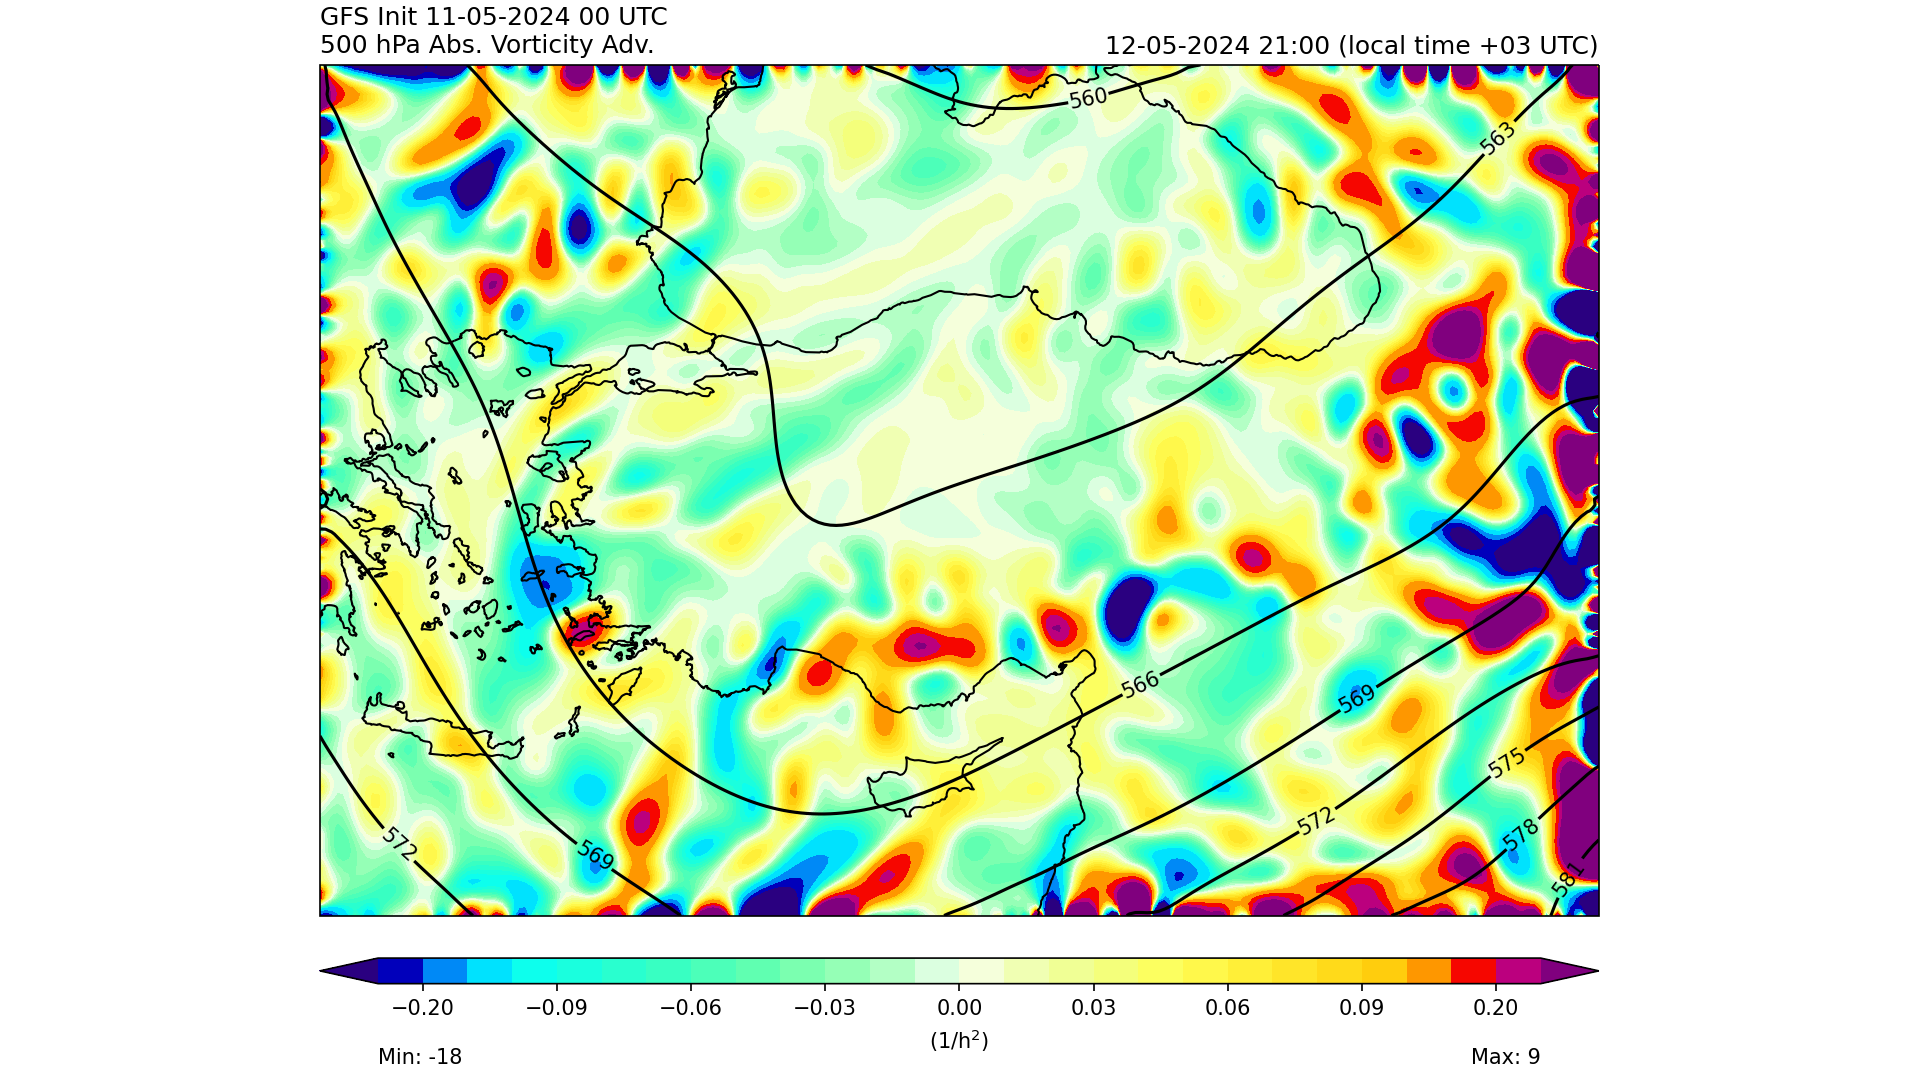 GFS Init 11-05-2024 00 UTC
500 hPa Abs. Vorticity Adv.
12-05-2024 21:00 (local time +03 UTC)
560
563
566
569
575
572
578
572
569
581
−0.20 −0.09 −0.06 −0.03 0.00 0.03 0.06 0.09 0.20
(1/h²)
Min: -18
Max: 9